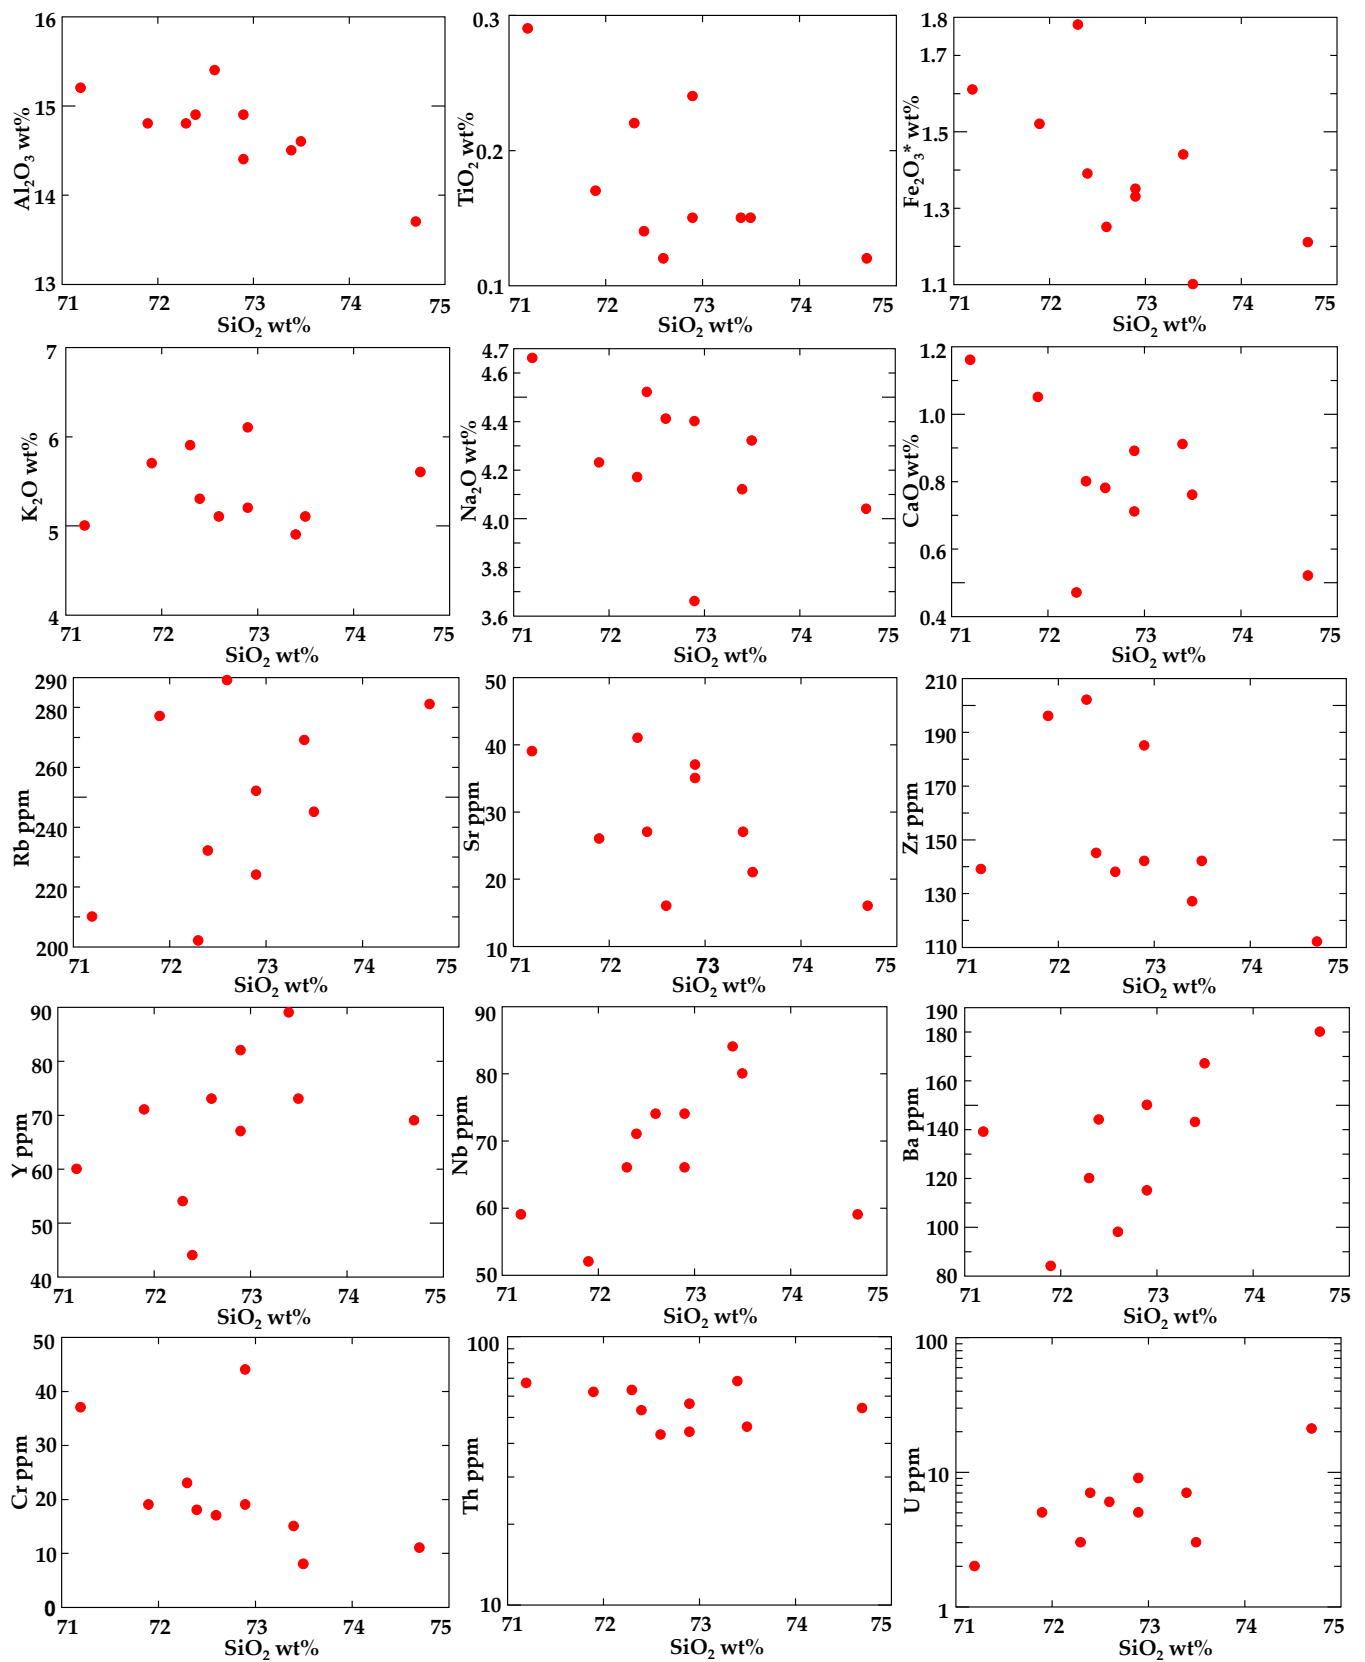 16
15
14
13
Al₂O₃ wt%
71 72 73 74 75
SiO₂ wt%
0.3
0.2
0.1
TiO₂ wt%
71 72 73 74 75
SiO₂ wt%
1.8
1.7
1.5
1.3
1.1
Fe₂O₃* wt%
71 72 73 74 75
SiO₂ wt%
7
6
5
4
K₂O wt%
71 72 73 74 75
SiO₂ wt%
4.7
4.6
4.4
4.2
4.0
3.8
3.6
Na₂O wt%
71 72 73 74 75
SiO₂ wt%
1.2
1.0
0.8
0.6
0.4
CaO wt%
71 72 73 74 75
SiO₂ wt%
290
280
260
240
220
200
Rb ppm
71 72 73 74 75
SiO₂ wt%
50
40
30
20
10
Sr ppm
71 72 73 74 75
SiO₂ wt%
210
190
170
150
130
110
Zr ppm
71 72 73 74 75
SiO₂ wt%
90
80
70
60
50
40
Y ppm
71 72 73 74 75
SiO₂ wt%
90
80
70
60
50
Nb ppm
71 72 73 74 75
SiO₂ wt%
190
180
160
140
120
100
80
Ba ppm
71 72 73 74 75
SiO₂ wt%
50
40
30
20
10
0
Cr ppm
71 72 73 74 75
SiO₂ wt%
100
10
Th ppm
71 72 73 74 75
SiO₂ wt%
100
10
1
U ppm
71 72 73 74 75
SiO₂ wt%